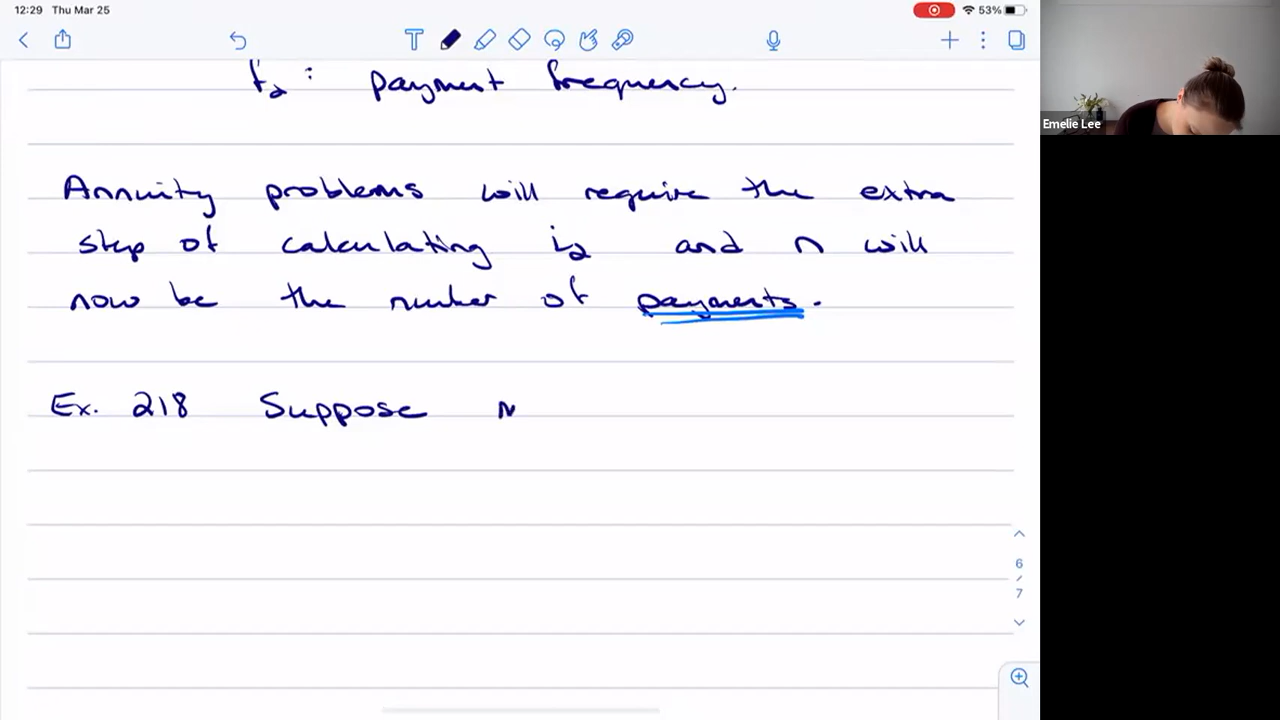 12:29 Thu Mar 25
53%
f2 : payment frequency.
Annuity problems will require the extra
step of calculating i2 and n will
now be the number of payments.
Ex. 218 Suppose
6
7
Emelie Lee